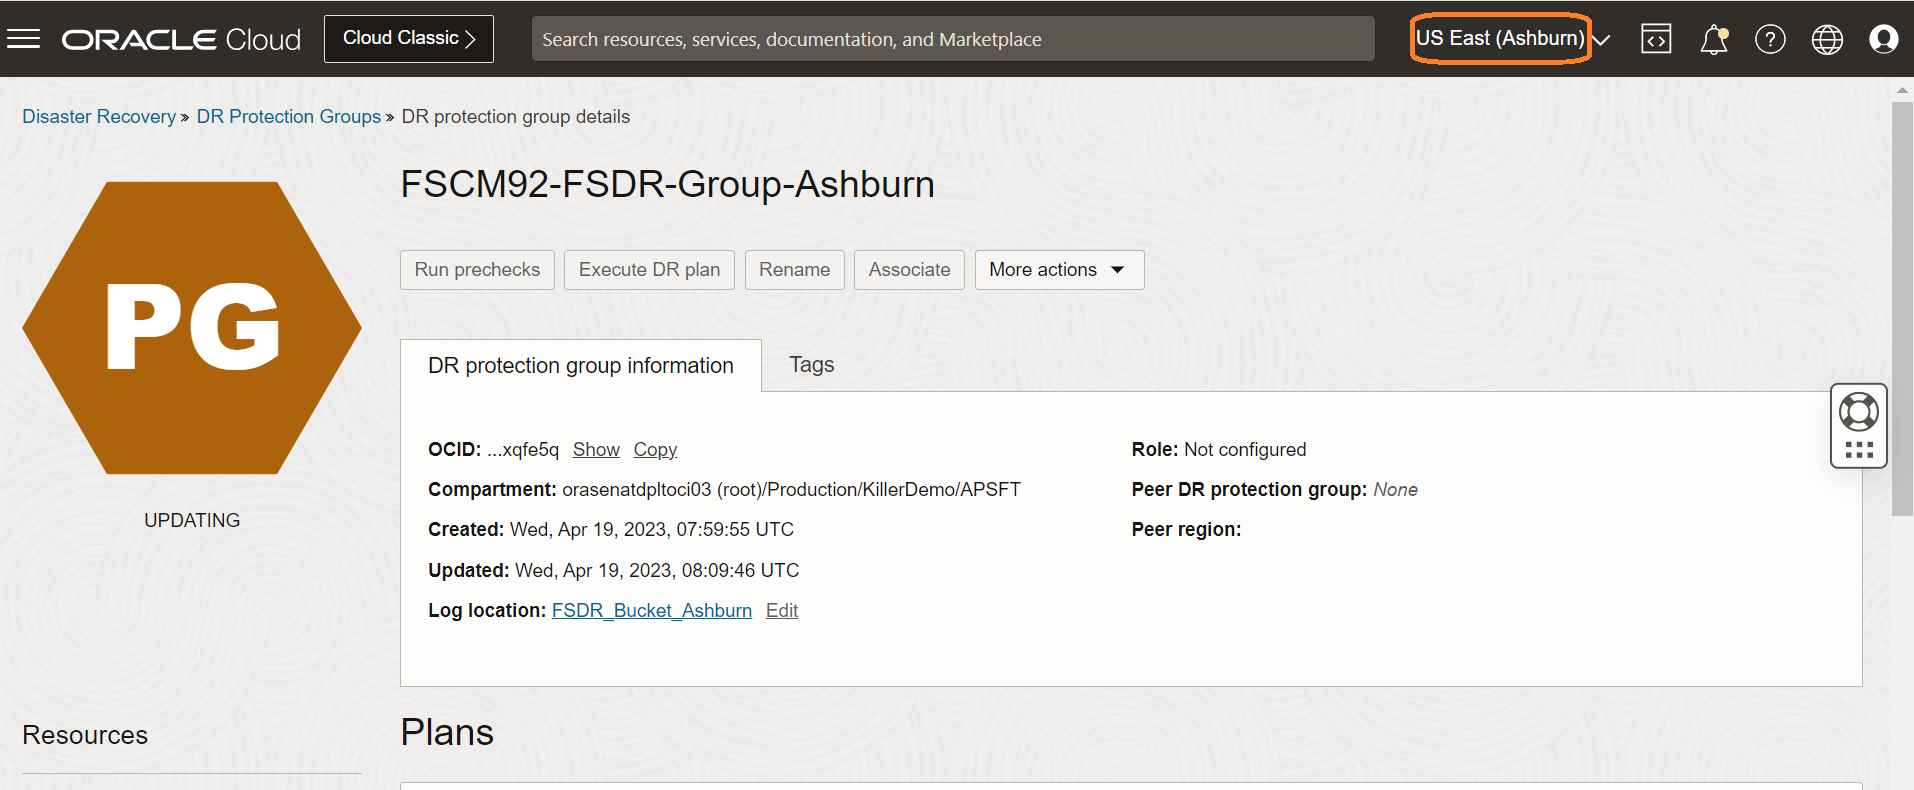 ORACLE Cloud
Cloud Classic
Search resources, services, documentation, and Marketplace
US East (Ashburn)
Disaster Recovery » DR Protection Groups » DR protection group details
PG
UPDATING
FSCM92-FSDR-Group-Ashburn
Run prechecks
Execute DR plan
Rename
Associate
More actions
DR protection group information
Tags
OCID: ...xqfe5q Show Copy
Compartment: orasenatdpltoci03 (root)/Production/KillerDemo/APSFT
Created: Wed, Apr 19, 2023, 07:59:55 UTC
Updated: Wed, Apr 19, 2023, 08:09:46 UTC
Log location: FSDR_Bucket_Ashburn Edit
Role: Not configured
Peer DR protection group: None
Peer region:
Resources
Plans